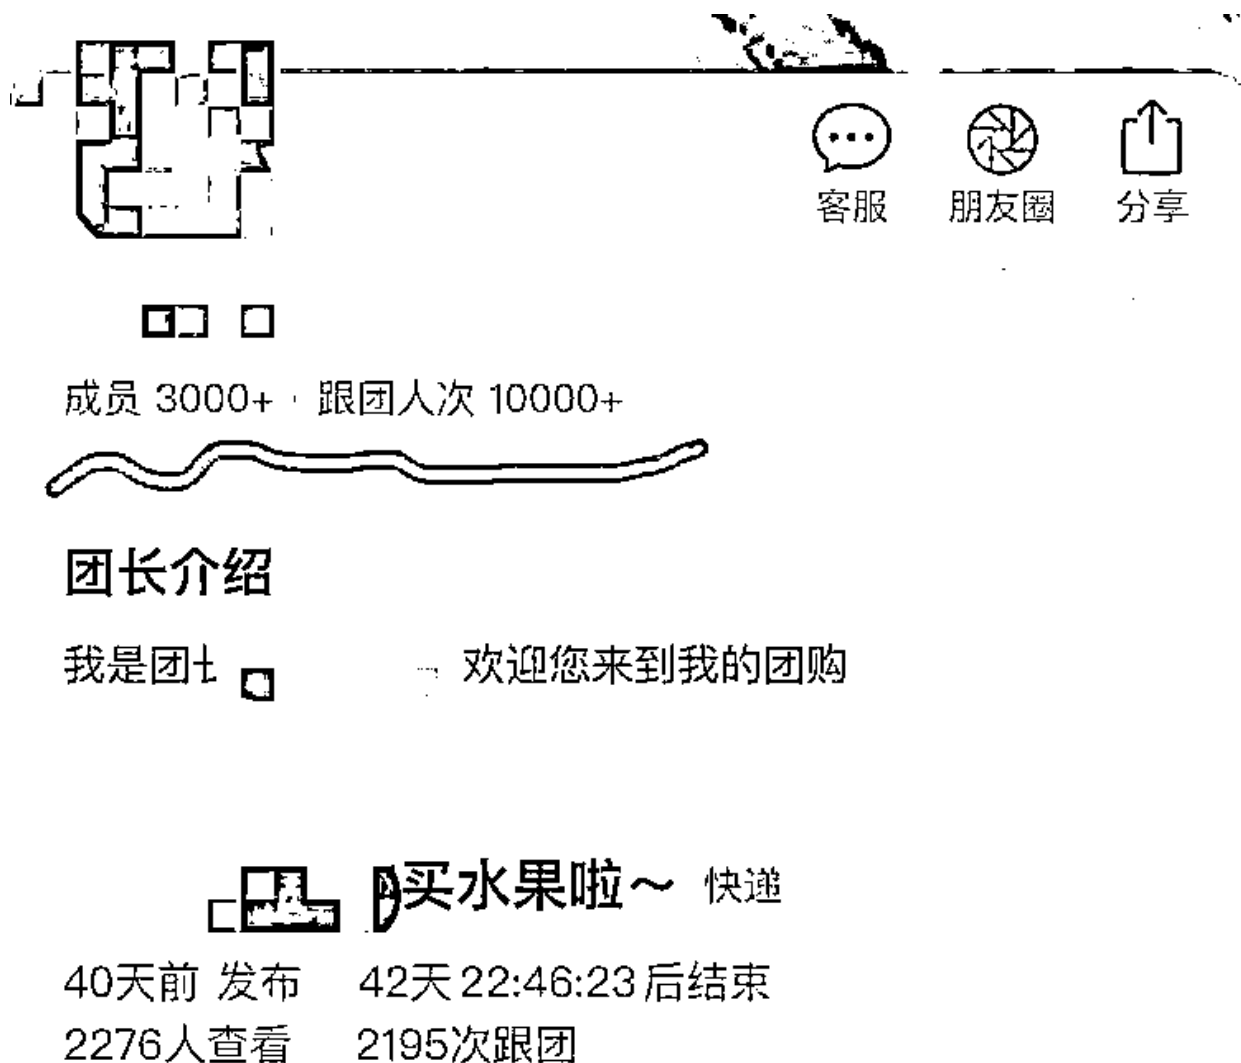 客服 朋友圈 分享
成员 3000+ · 跟团人次 10000+
团长介绍
我是团长 欢迎您来到我的团购
买水果啦～ 快递
40天前 发布 42天 22:46:23 后结束
2276人查看 2195次跟团